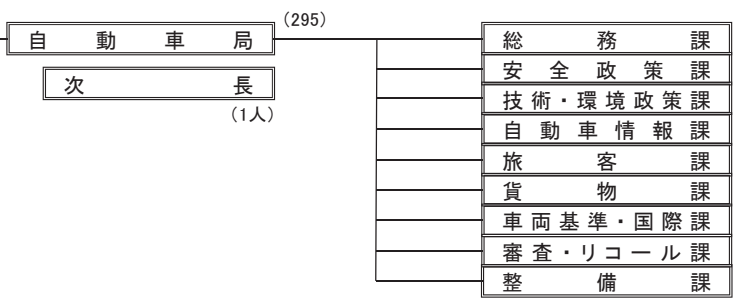 (295)
自動車局
次長
(1人)
総務課
安全政策課
技術・環境政策課
自動車情報課
旅客課
貨物課
車両基準・国際課
審査・リコール課
整備課